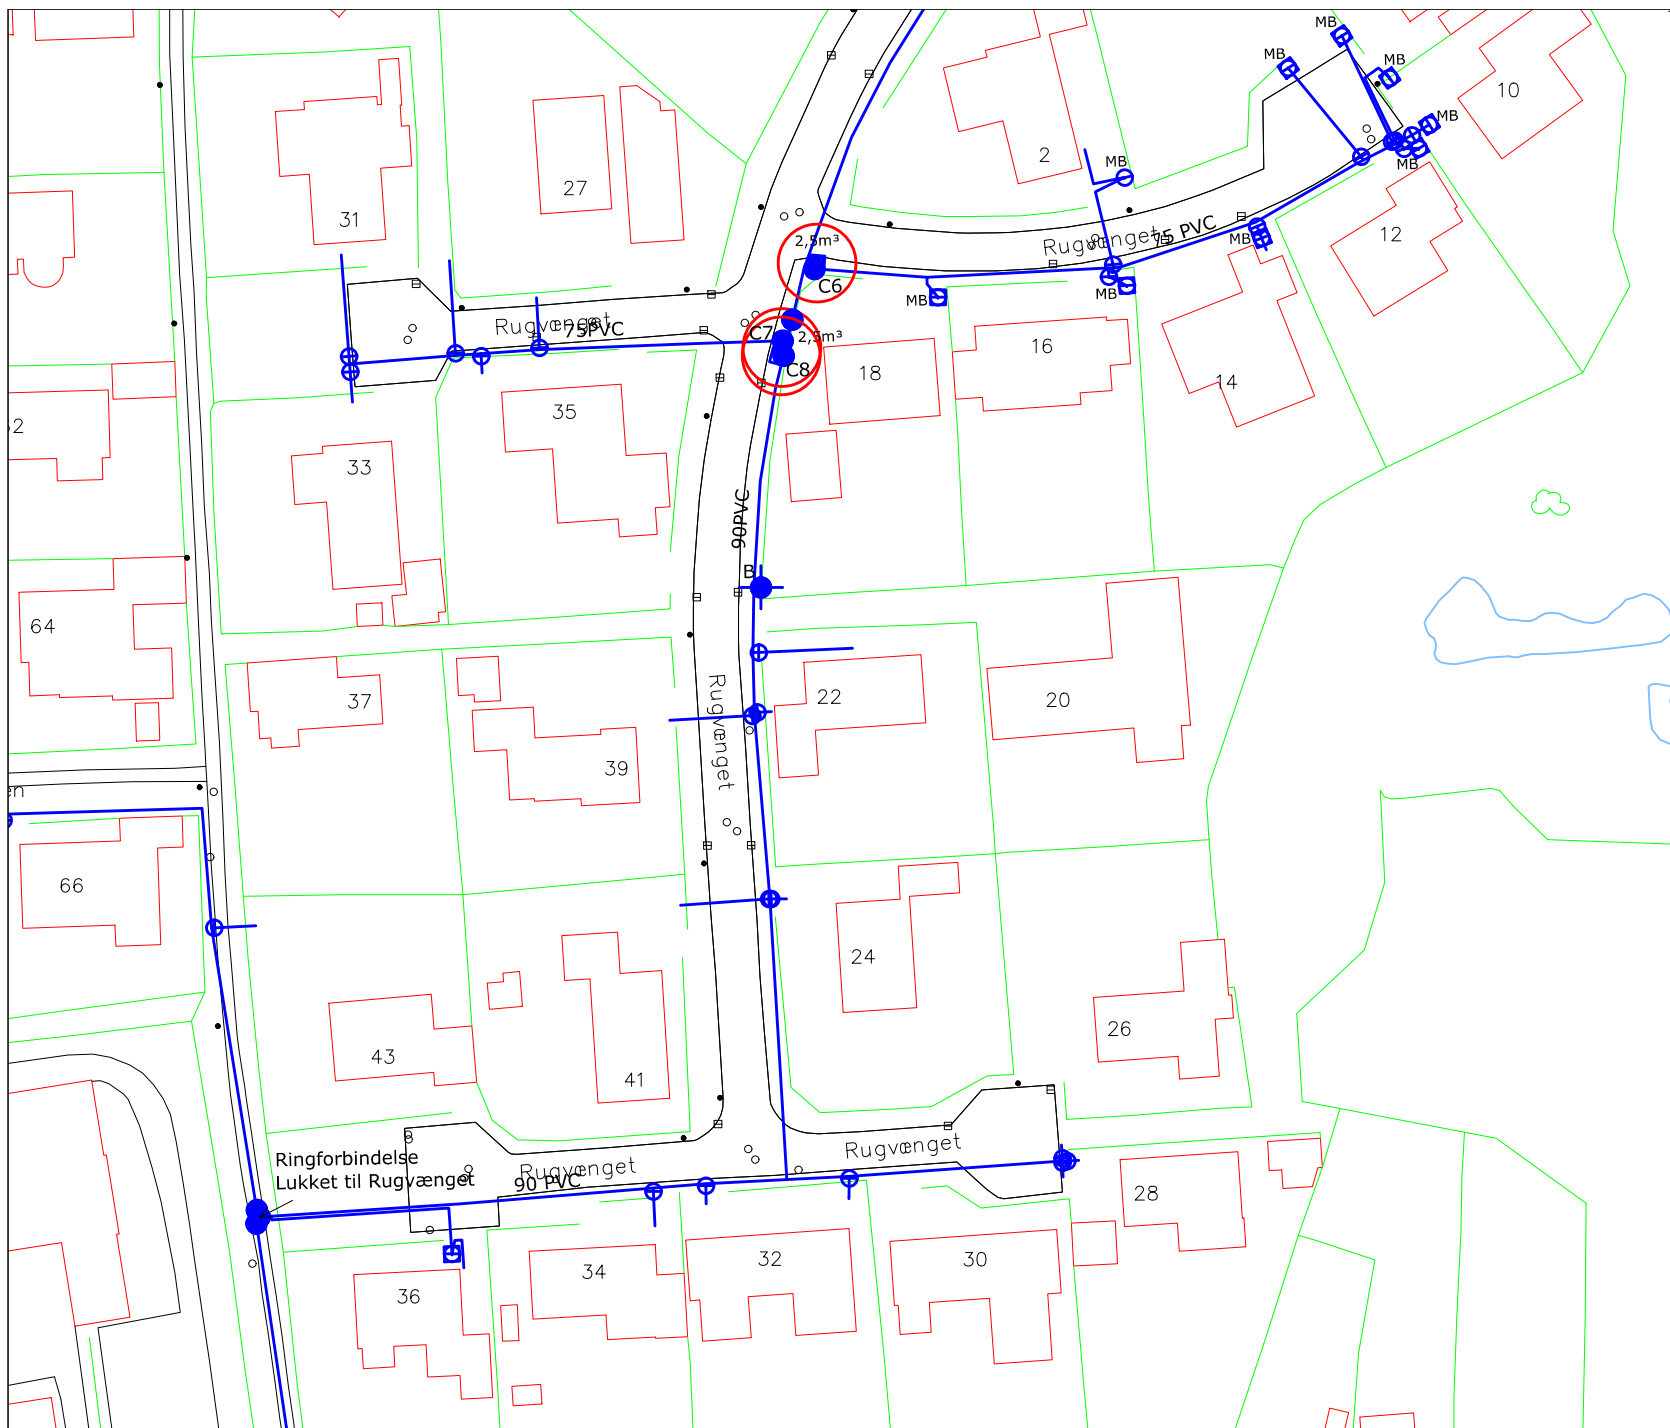 MB
MB
MB
10
MB
2
MB
MB
27
31
12
75 PVC
Rugvænget
MB
2,5m³
C6
MB
MB
Rugvænget
75PVC
C7
2,5m³
16
C8
18
14
35
33
90PVC
B
64
37
22
20
Rugvænget
39
en
66
24
26
43
41
Ringforbindelse
Lukket til Rugvænget
Rugvænget
90 PVC
Rugvænget
28
36
34
32
30